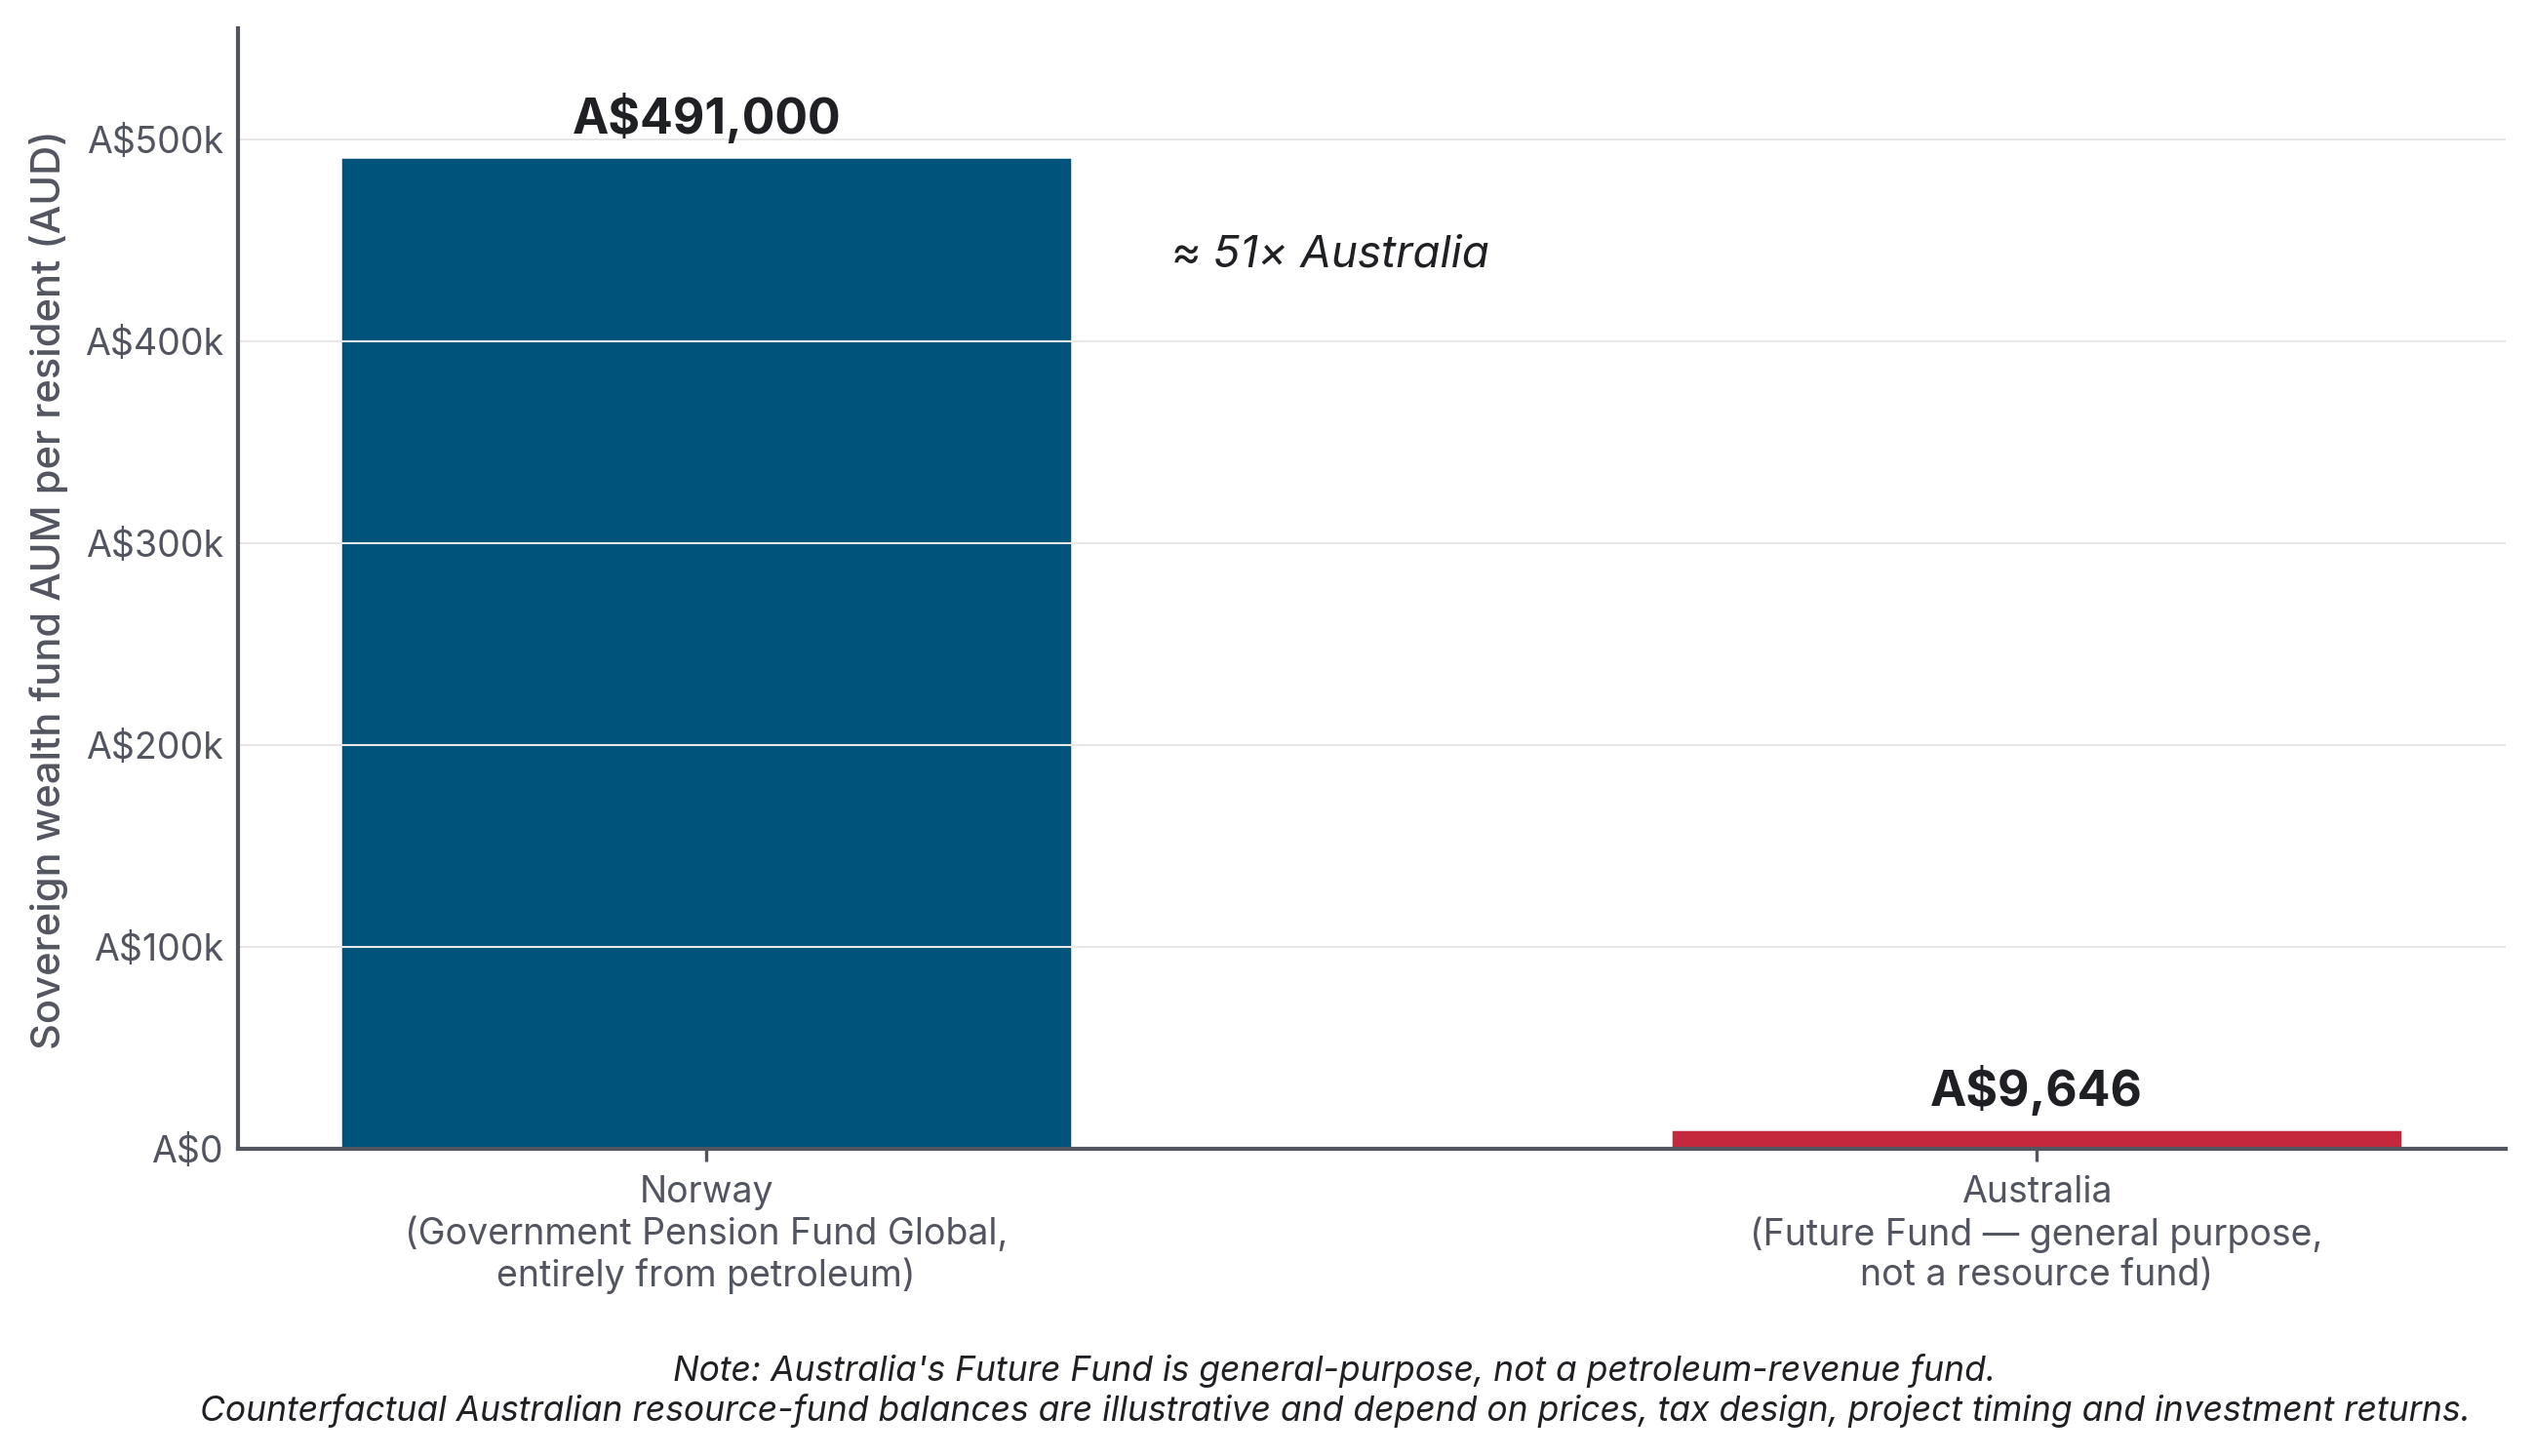 Sovereign wealth fund AUM per resident (AUD)
A$500k
A$400k
A$300k
A$200k
A$100k
A$0
A$491,000
≈ 51× Australia
A$9,646
Norway
(Government Pension Fund Global,
entirely from petroleum)
Australia
(Future Fund — general purpose,
not a resource fund)
Note: Australia's Future Fund is general-purpose, not a petroleum-revenue fund.
Counterfactual Australian resource-fund balances are illustrative and depend on prices, tax design, project timing and investment returns.